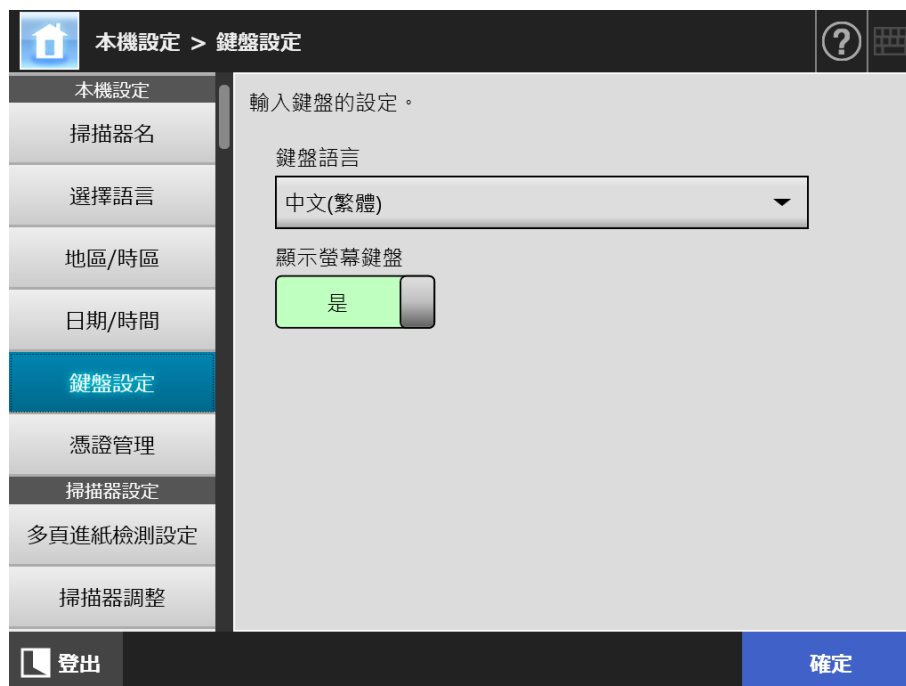 本機設定 > 鍵盤設定
本機設定
掃描器名
選擇語言
地區/時區
日期/時間
鍵盤設定
憑證管理
掃描器設定
多頁進紙檢測設定
掃描器調整
輸入鍵盤的設定。
鍵盤語言
中文(繁體)
顯示螢幕鍵盤
是
登出
確定